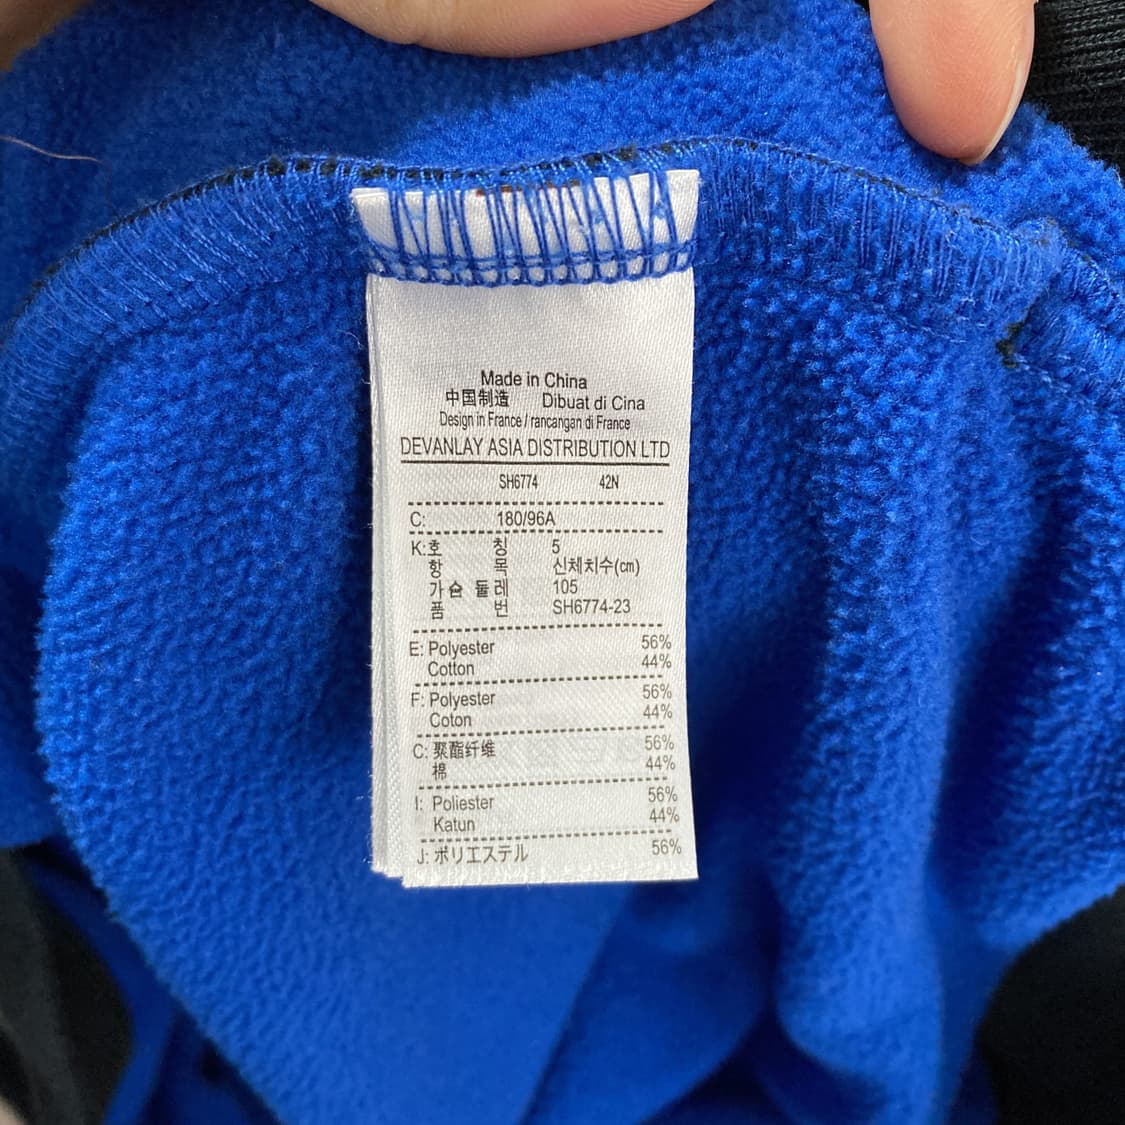 Made in China
中国制造 Dibuat di Cina
Design in France / rancangan di France
DEVANLAY ASIA DISTRIBUTION LTD
SH6774 42N
C: 180/96A
K:호 칭 5
항 목 신체치수(cm)
가슴 둘레 105
품 번 SH6774-23
E: Polyester 56%
Cotton 44%
F: Polyester 56%
Coton 44%
C: 聚酯纤维 56%
棉 44%
I: Poliester 56%
Katun 44%
J: ポリエステル 56%